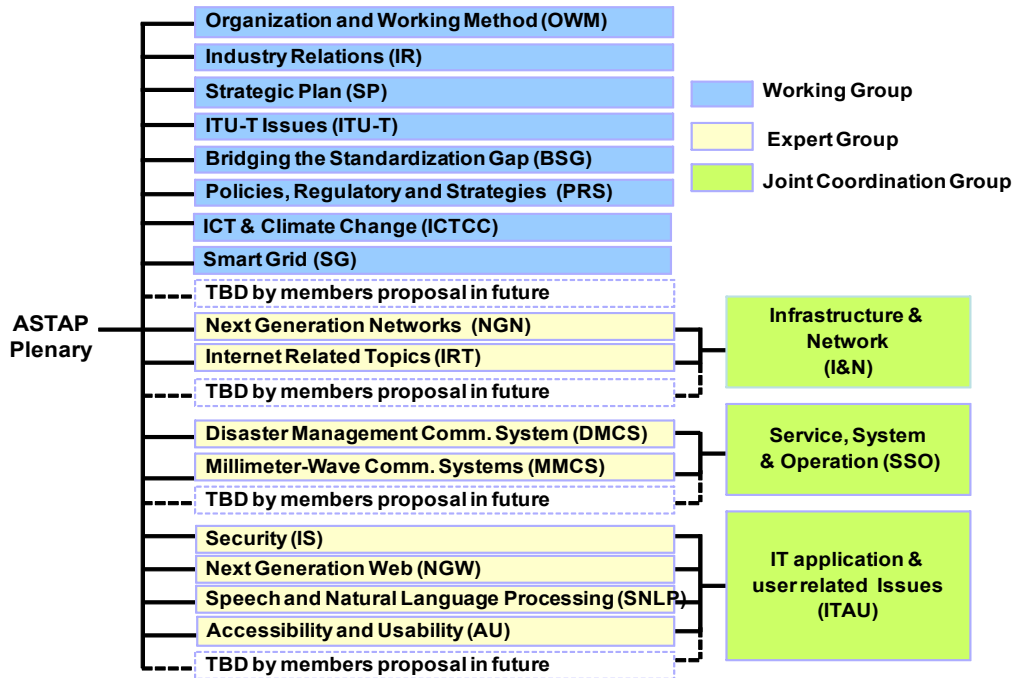 Organization and Working Method (OWM)
Industry Relations (IR)
Strategic Plan (SP)
ITU-T Issues (ITU-T)
Bridging the Standardization Gap (BSG)
Policies, Regulatory and Strategies (PRS)
ICT & Climate Change (ICTCC)
Smart Grid (SG)
TBD by members proposal in future
ASTAP
Plenary
Next Generation Networks (NGN)
Internet Related Topics (IRT)
TBD by members proposal in future
Disaster Management Comm. System (DMCS)
Millimeter-Wave Comm. Systems (MMCS)
TBD by members proposal in future
Security (IS)
Next Generation Web (NGW)
Speech and Natural Language Processing (SNLP)
Accessibility and Usability (AU)
TBD by members proposal in future
Working Group
Expert Group
Joint Coordination Group
Infrastructure &
Network
(I&N)
Service, System
& Operation (SSO)
IT application &
user related Issues
(ITAU)